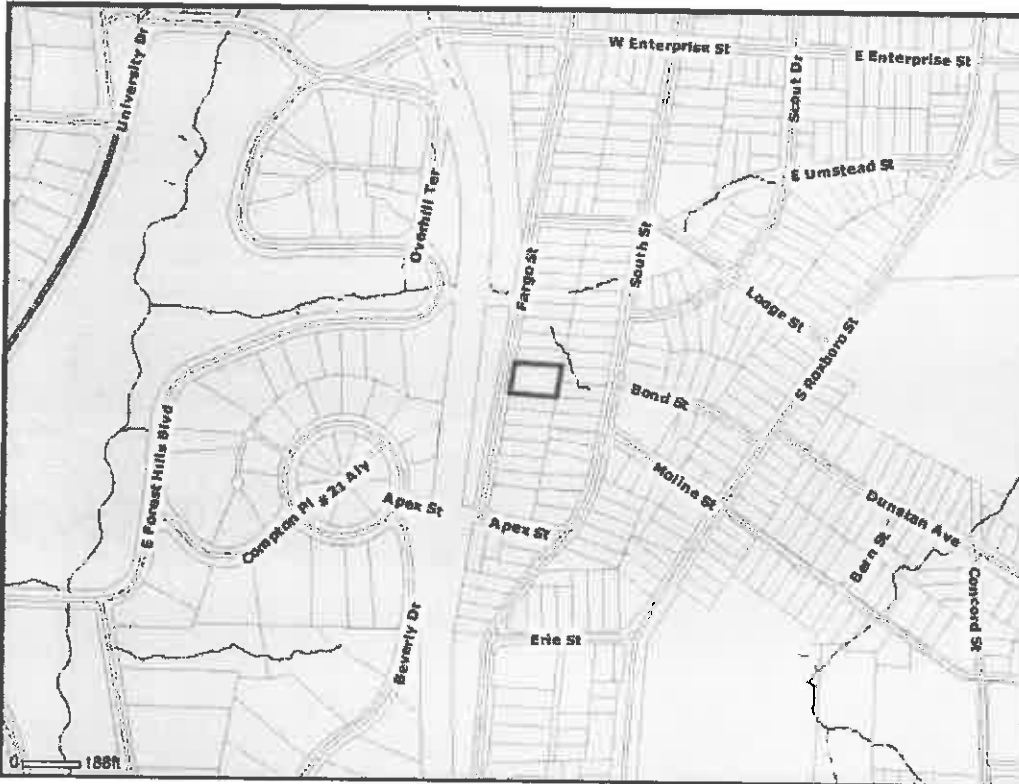 W Enterprise St
E Enterprise St
University Dr
Scout Dr
E Umstead St
Overhill Ter
South St
Fargo St
Lodge St
S Roxboro St
Bond St
E Forest Hills Blvd
Moline St
#21 Aly
Compton Pl
Apex St
Apex St
Dunstan Ave
Bern St
Concord St
Beverly Dr
Erie St
0 188ft